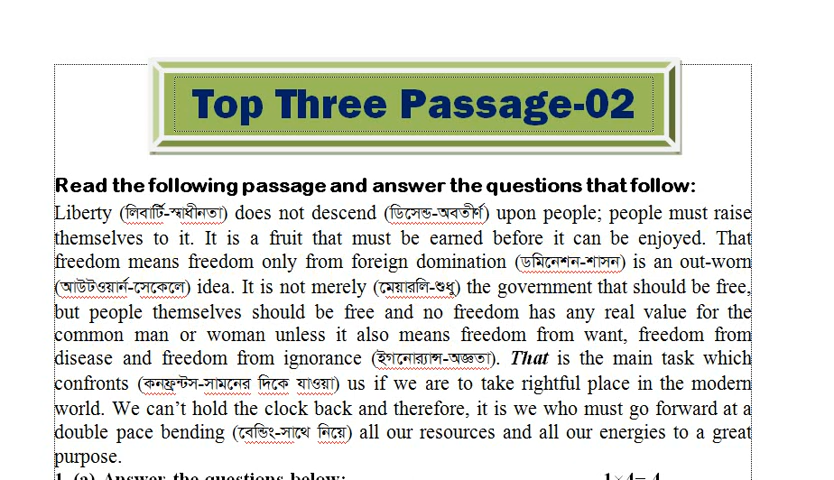 Top Three Passage-02
Read the following passage and answer the questions that follow:
Liberty (লিবার্টি-স্বাধীনতা) does not descend (ডিসেন্ড-অবতীর্ণ) upon people; people must raise
themselves to it. It is a fruit that must be earned before it can be enjoyed. That
freedom means freedom only from foreign domination (ডমিনেশন-শাসন) is an out-worn
(আউটওয়ার্ন-সেকেলে) idea. It is not merely (মেয়ারলি-শুধু) the government that should be free,
but people themselves should be free and no freedom has any real value for the
common man or woman unless it also means freedom from want, freedom from
disease and freedom from ignorance (ইগনোর‍্যান্স-অজ্ঞতা). That is the main task which
confronts (কনফ্রন্টস-সামনের দিকে যাওয়া) us if we are to take rightful place in the modern
world. We can’t hold the clock back and therefore, it is we who must go forward at a
double pace bending (বেন্ডিং-সাথে নিয়ে) all our resources and all our energies to a great
purpose.
1. (a) Answer the questions below: 1×4= 4